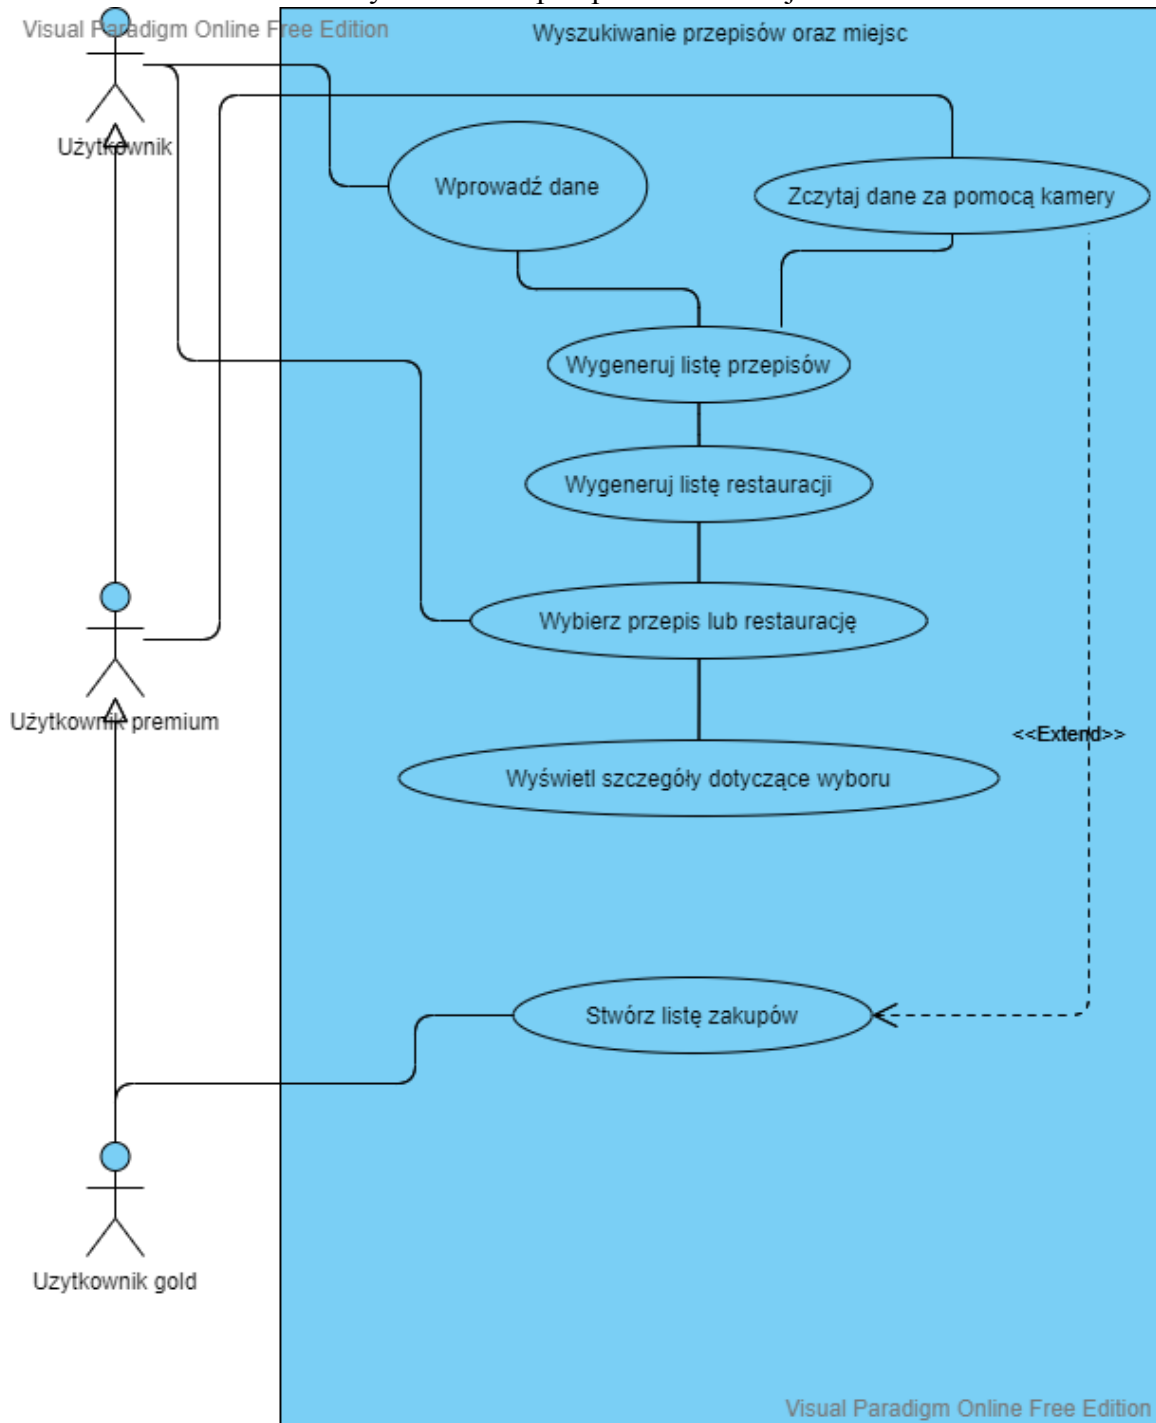 Visual Paradigm Online Free Edition
Wyszukiwanie przepisów oraz miejsc
Użytkownik
Wprowadź dane
Zczytaj dane za pomocą kamery
Wygeneruj listę przepisów
Wygeneruj listę restauracji
Wybierz przepis lub restaurację
Użytkownik premium
<<Extend>>
Wyświetl szczegóły dotyczące wyboru
Stwórz listę zakupów
Uzytkownik gold
Visual Paradigm Online Free Edition